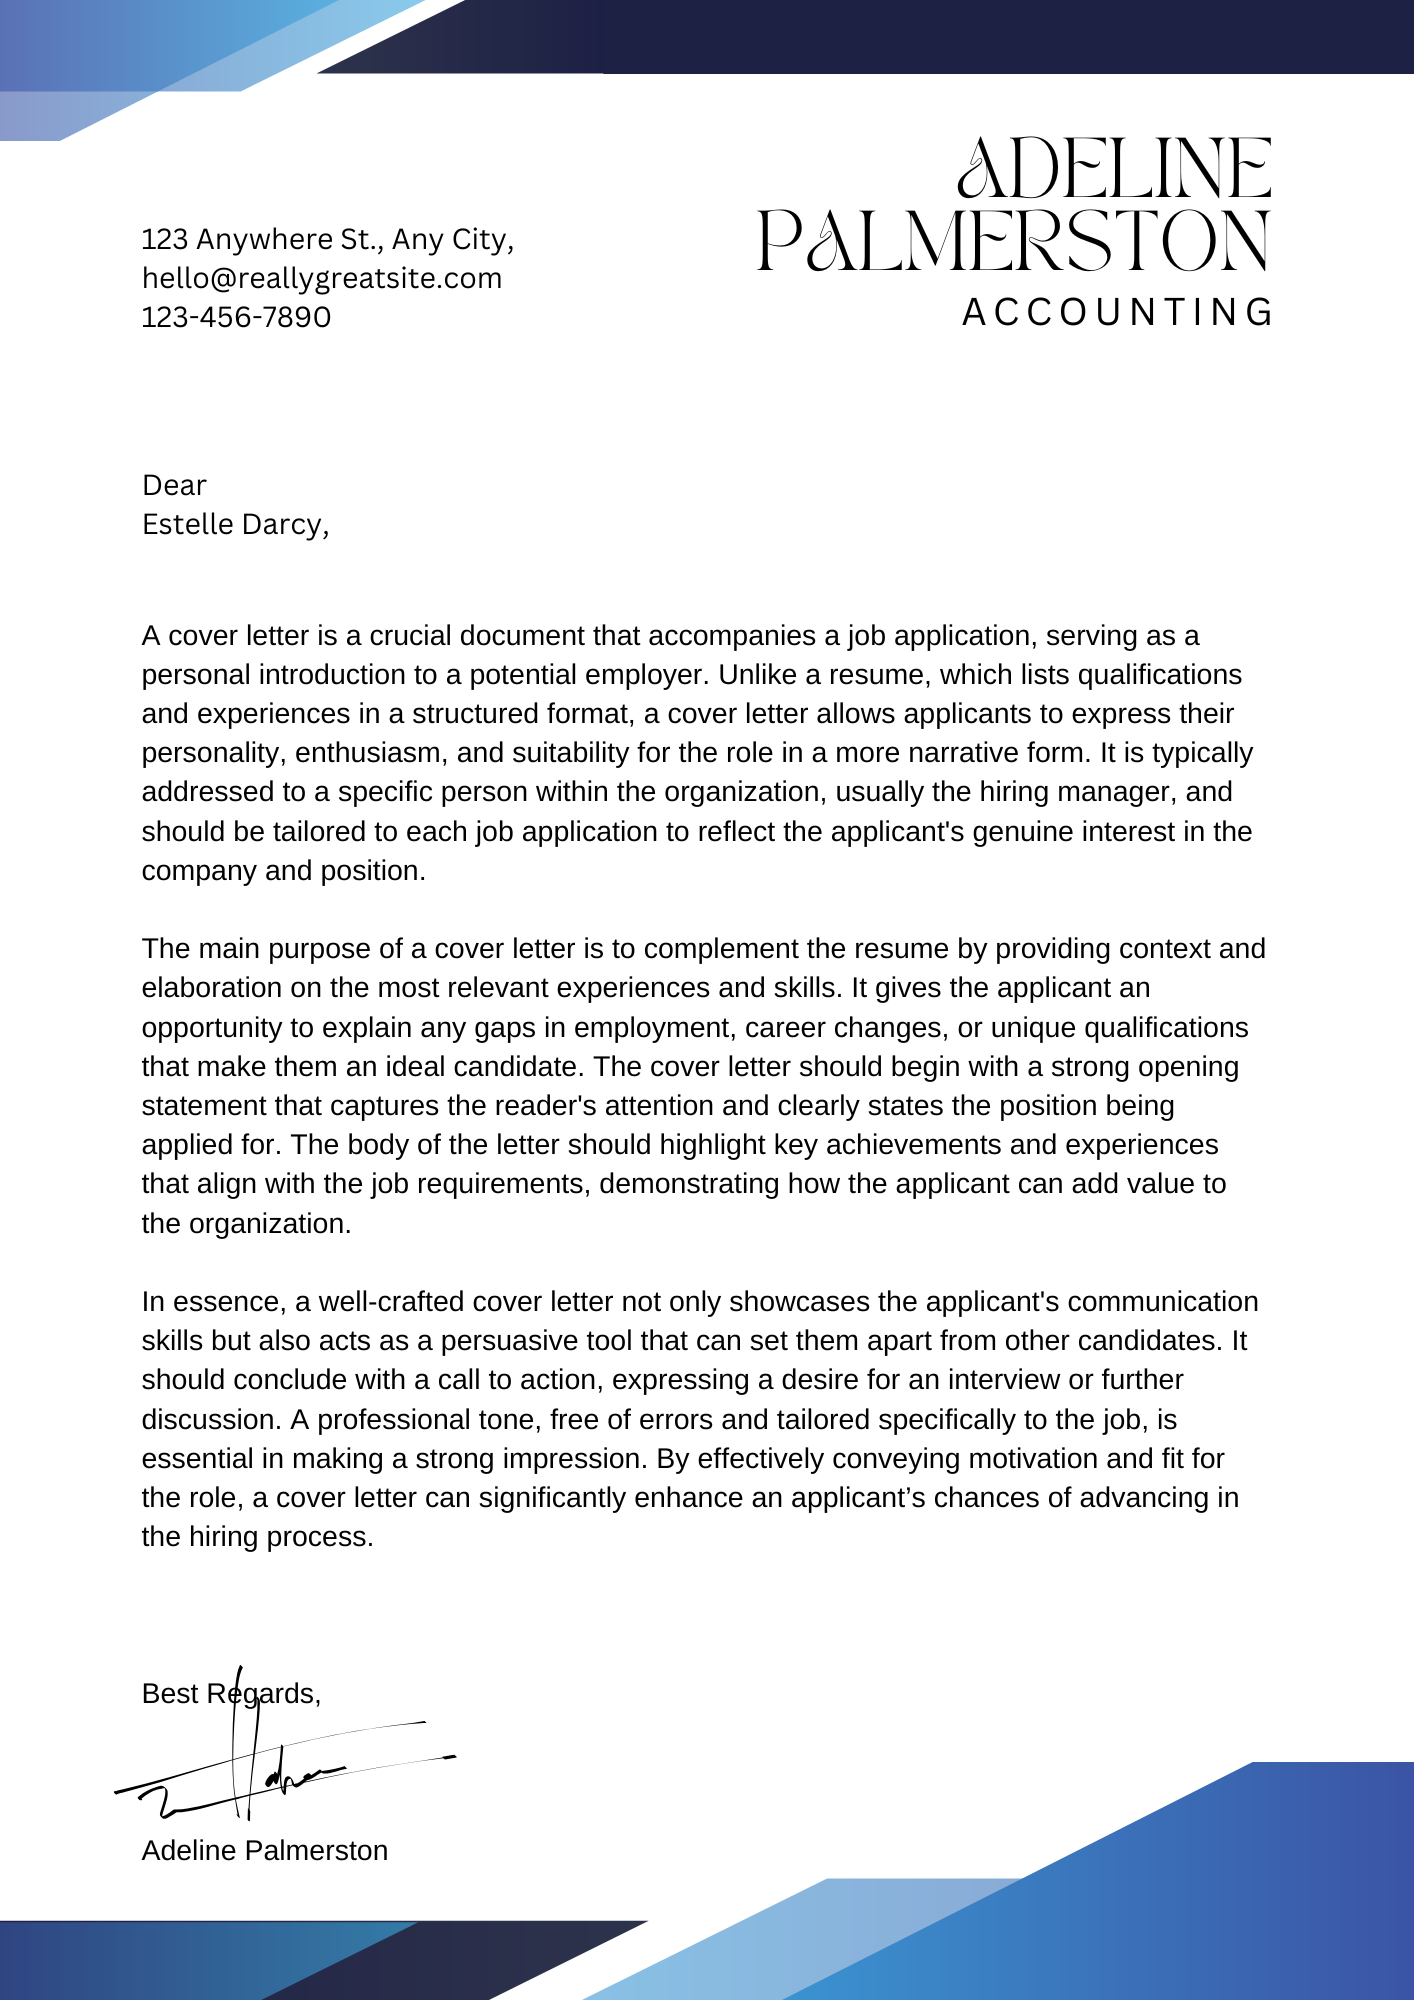 ADELINE
PALMERSTON
ACCOUNTING
123 Anywhere St., Any City,
hello@reallygreatsite.com
123-456-7890
Dear
Estelle Darcy,
A cover letter is a crucial document that accompanies a job application, serving as a
personal introduction to a potential employer. Unlike a resume, which lists qualifications
and experiences in a structured format, a cover letter allows applicants to express their
personality, enthusiasm, and suitability for the role in a more narrative form. It is typically
addressed to a specific person within the organization, usually the hiring manager, and
should be tailored to each job application to reflect the applicant's genuine interest in the
company and position.
The main purpose of a cover letter is to complement the resume by providing context and
elaboration on the most relevant experiences and skills. It gives the applicant an
opportunity to explain any gaps in employment, career changes, or unique qualifications
that make them an ideal candidate. The cover letter should begin with a strong opening
statement that captures the reader's attention and clearly states the position being
applied for. The body of the letter should highlight key achievements and experiences
that align with the job requirements, demonstrating how the applicant can add value to
the organization.
In essence, a well-crafted cover letter not only showcases the applicant's communication
skills but also acts as a persuasive tool that can set them apart from other candidates. It
should conclude with a call to action, expressing a desire for an interview or further
discussion. A professional tone, free of errors and tailored specifically to the job, is
essential in making a strong impression. By effectively conveying motivation and fit for
the role, a cover letter can significantly enhance an applicant’s chances of advancing in
the hiring process.
Best Regards,
Adeline Palmerston